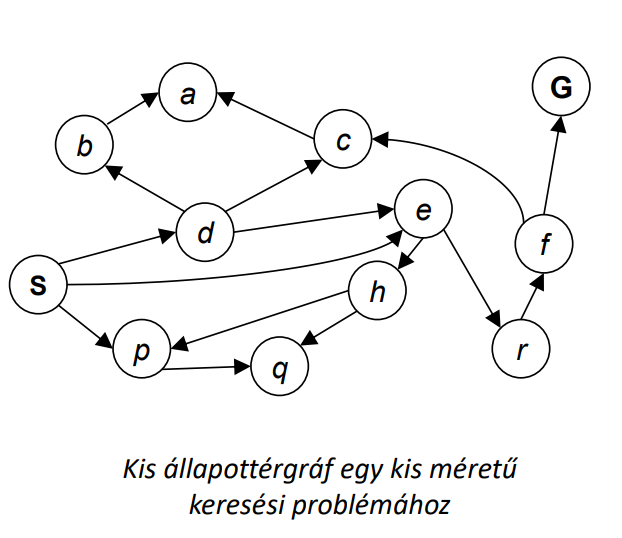 a
G
b
c
e
d
f
S
h
p
q
r
Kis állapottérgráf egy kis méretű
keresési problémához